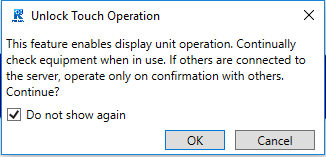 Unlock Touch Operation
This feature enables display unit operation. Continually
check equipment when in use. If others are connected to
the server, operate only on confirmation with others.
Continue?
Do not show again
OK
Cancel